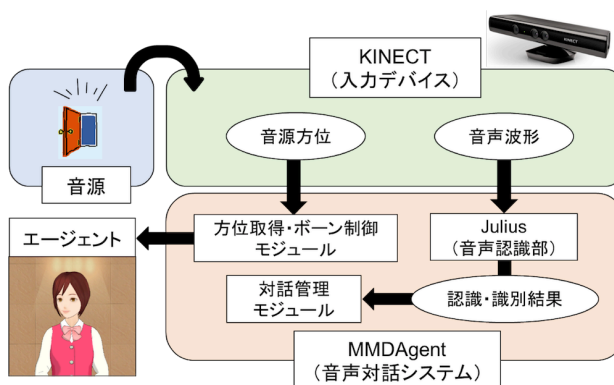 KINECT
（入力デバイス）
KINECT
音源方位
音声波形
音源
エージェント
方位取得・ボーン制御
モジュール
Julius
（音声認識部）
対話管理
モジュール
認識・識別結果
MMDAgent
（音声対話システム）